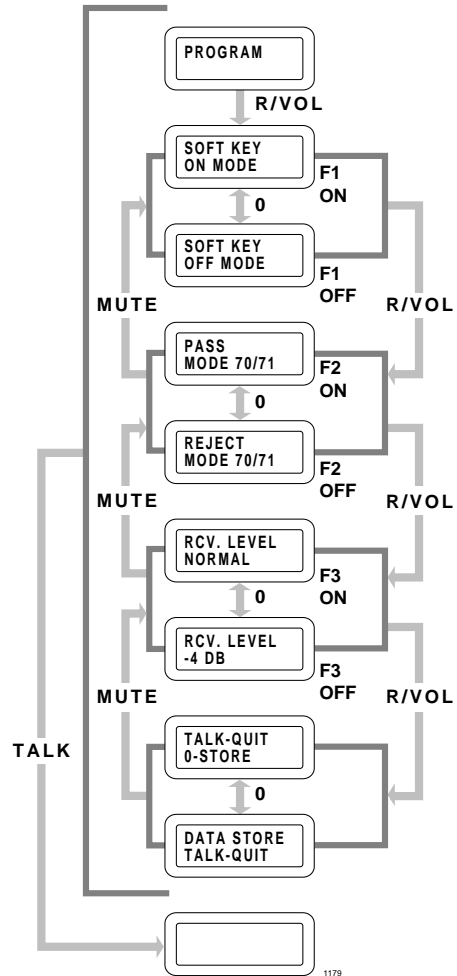 PROGRAM
R/VOL
SOFT KEY
ON MODE
F1
ON
0
SOFT KEY
OFF MODE
F1
OFF
MUTE
R/VOL
PASS
MODE 70/71
F2
ON
0
REJECT
MODE 70/71
F2
OFF
MUTE
R/VOL
RCV. LEVEL
NORMAL
F3
ON
0
RCV. LEVEL
-4 DB
F3
OFF
MUTE
R/VOL
TALK
TALK-QUIT
0-STORE
0
DATA STORE
TALK-QUIT
1179